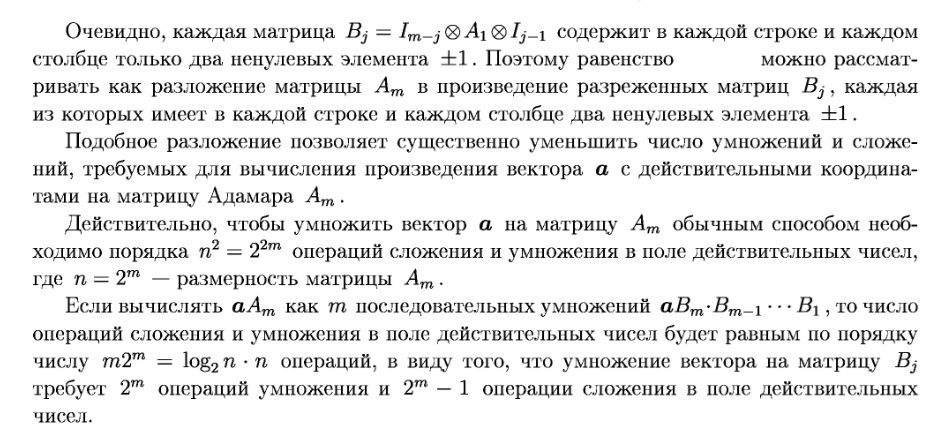 Очевидно, каждая матрица B_j = I_{m−j} ⊗ A_1 ⊗ I_{j−1} содержит в каждой строке и каждом
столбце только два ненулевых элемента ±1. Поэтому равенство можно рассмат-
ривать как разложение матрицы A_m в произведение разреженных матриц B_j, каждая
из которых имеет в каждой строке и каждом столбце два ненулевых элемента ±1.
Подобное разложение позволяет существенно уменьшить число умножений и сложе-
ний, требуемых для вычисления произведения вектора a с действительными координа-
тами на матрицу Адамара A_m.
Действительно, чтобы умножить вектор a на матрицу A_m обычным способом необ-
ходимо порядка n^2 = 2^{2m} операций сложения и умножения в поле действительных чисел,
где n = 2^m — размерность матрицы A_m.
Если вычислять aA_m как m последовательных умножений aB_m·B_{m−1}···B_1, то число
операций сложения и умножения в поле действительных чисел будет равным по порядку
числу m2^m = log_2 n · n операций, в виду того, что умножение вектора на матрицу B_j
требует 2^m операций умножения и 2^m − 1 операции сложения в поле действительных
чисел.